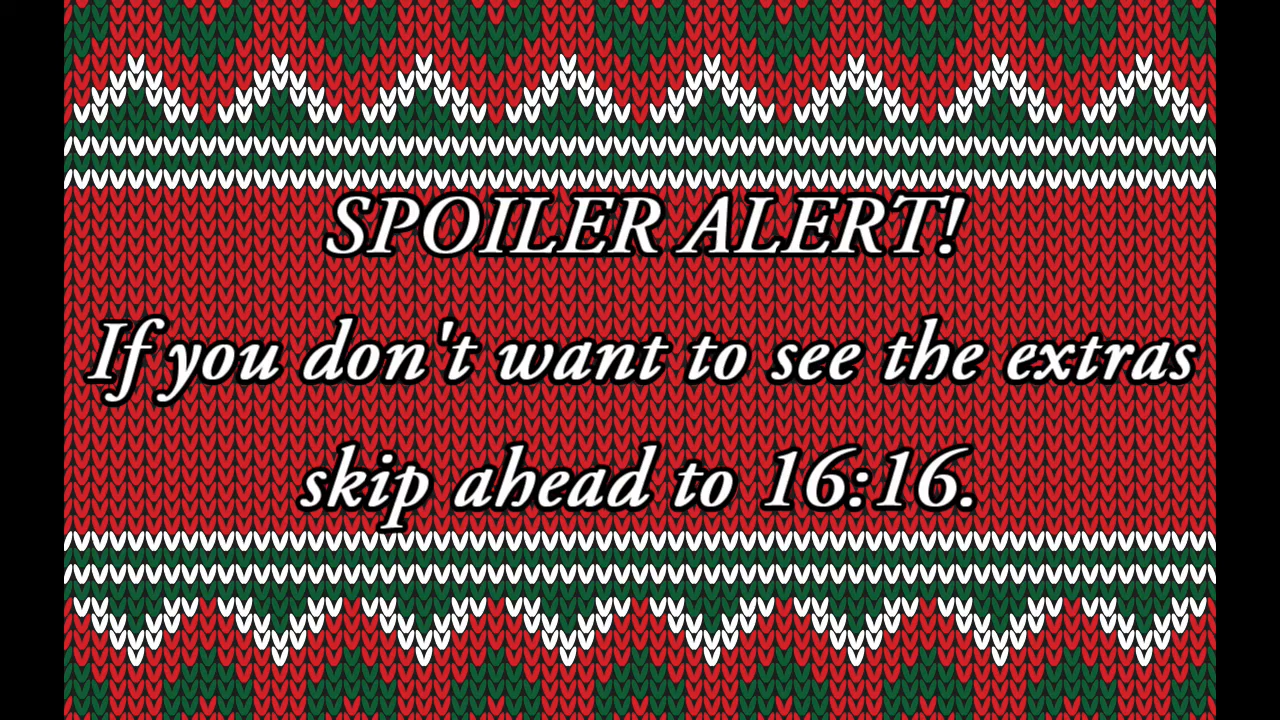 SPOILER ALERT!
If you don't want to see the extras
skip ahead to 16:16.